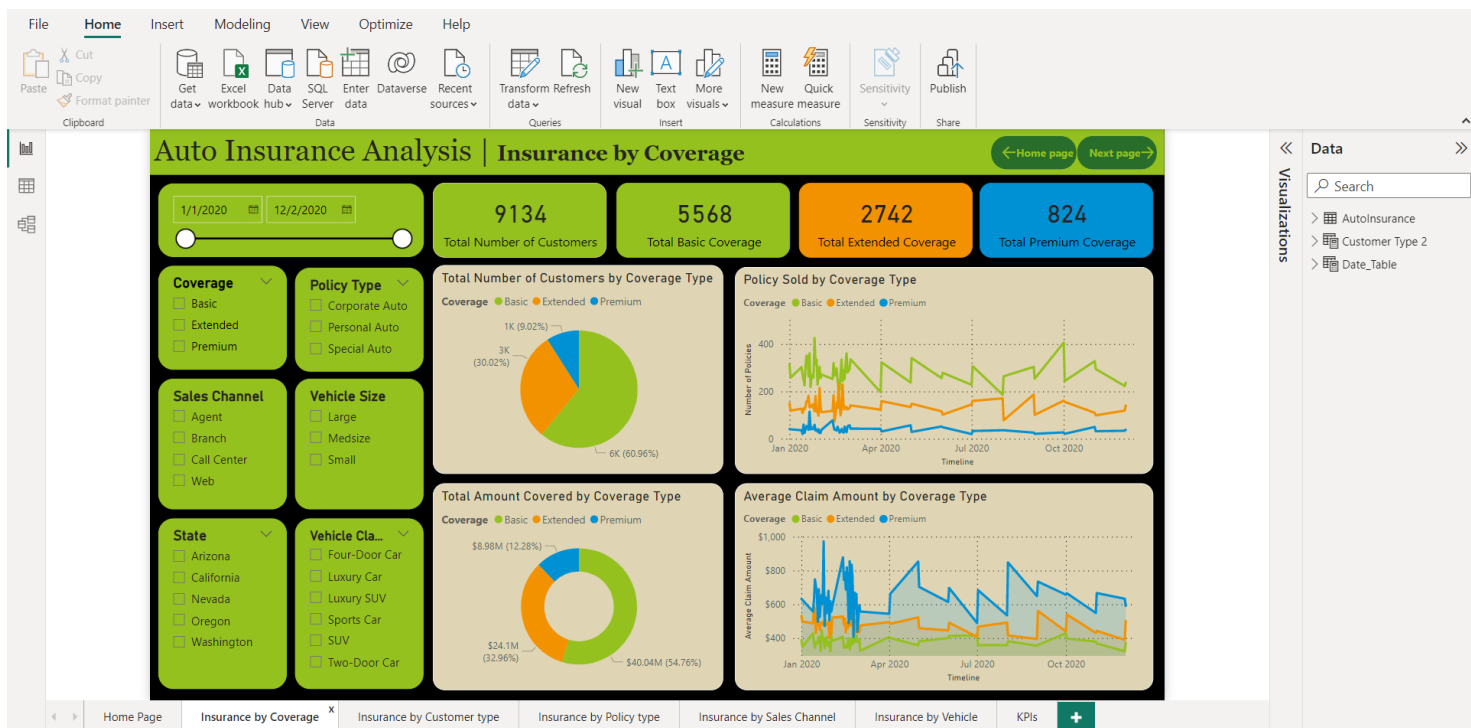 File Home Insert Modeling View Optimize Help
Paste
Cut
Copy
Format painter
Clipboard
Get data
Excel workbook
Data hub
SQL Server
Enter data
Dataverse
Recent sources
Data
Transform data
Refresh
Queries
New visual
Text box
More visuals
Insert
New measure
Quick measure
Calculations
Sensitivity
Sensitivity
Publish
Share
Auto Insurance Analysis | Insurance by Coverage
←Home page
Next page→
1/1/2020 12/2/2020
9134
Total Number of Customers
5568
Total Basic Coverage
2742
Total Extended Coverage
824
Total Premium Coverage
Coverage
Basic
Extended
Premium
Policy Type
Corporate Auto
Personal Auto
Special Auto
Sales Channel
Agent
Branch
Call Center
Web
Vehicle Size
Large
Medsize
Small
State
Arizona
California
Nevada
Oregon
Washington
Vehicle Cla...
Four-Door Car
Luxury Car
Luxury SUV
Sports Car
SUV
Two-Door Car
Total Number of Customers by Coverage Type
Coverage Basic Extended Premium
1K (9.02%)
3K
(30.02%)
6K (60.96%)
Policy Sold by Coverage Type
Coverage Basic Extended Premium
Number of Policies
400
200
0
Jan 2020 Apr 2020 Jul 2020 Oct 2020
Timeline
Total Amount Covered by Coverage Type
Coverage Basic Extended Premium
$8.98M (12.28%)
$24.1M
(32.96%)
$40.04M (54.76%)
Average Claim Amount by Coverage Type
Coverage Basic Extended Premium
Average Claim Amount
$1,000
$800
$600
$400
Jan 2020 Apr 2020 Jul 2020 Oct 2020
Timeline
Visualizations
Data
Search
AutoInsurance
Customer Type 2
Date_Table
Home Page
Insurance by Coverage x
Insurance by Customer type
Insurance by Policy type
Insurance by Sales Channel
Insurance by Vehicle
KPIs
+